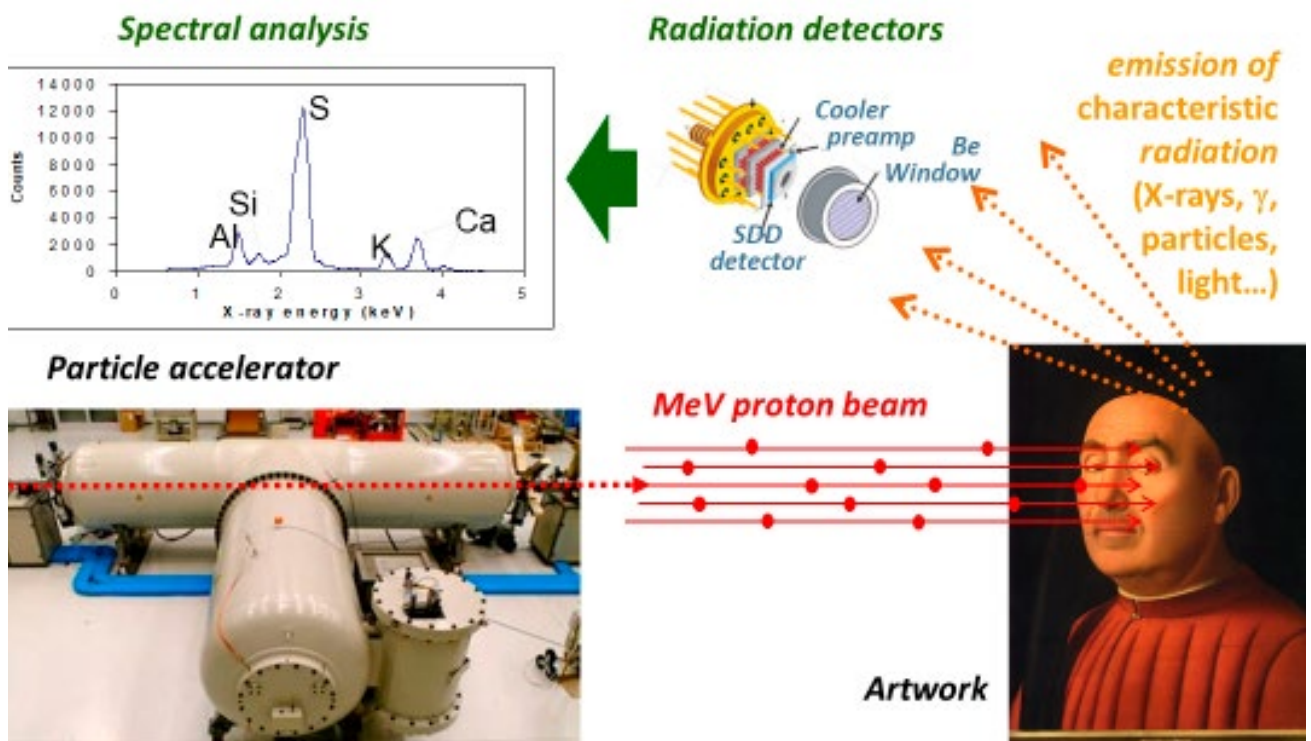 Spectral analysis
Radiation detectors
emission of
characteristic
radiation
(X-rays, γ,
particles,
light...)
14000
12000
10000
8000
6000
4000
2000
0
Counts
S
Si
Al
K
Ca
0 1 2 3 4 5
X-ray energy (keV)
Cooler
preamp
Be
Window
SDD
detector
Particle accelerator
MeV proton beam
Artwork